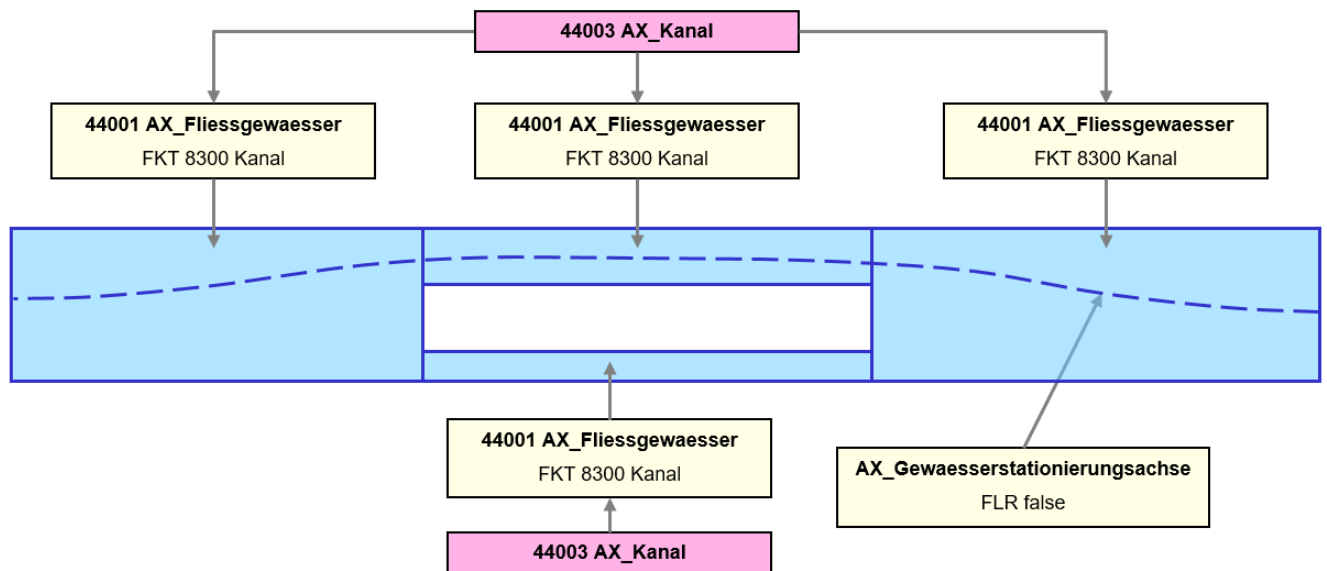 44003 AX_Kanal
44001 AX_Fliessgewaesser
FKT 8300 Kanal
44001 AX_Fliessgewaesser
FKT 8300 Kanal
44001 AX_Fliessgewaesser
FKT 8300 Kanal
44001 AX_Fliessgewaesser
FKT 8300 Kanal
AX_Gewaesserstationierungsachse
FLR false
44003 AX_Kanal